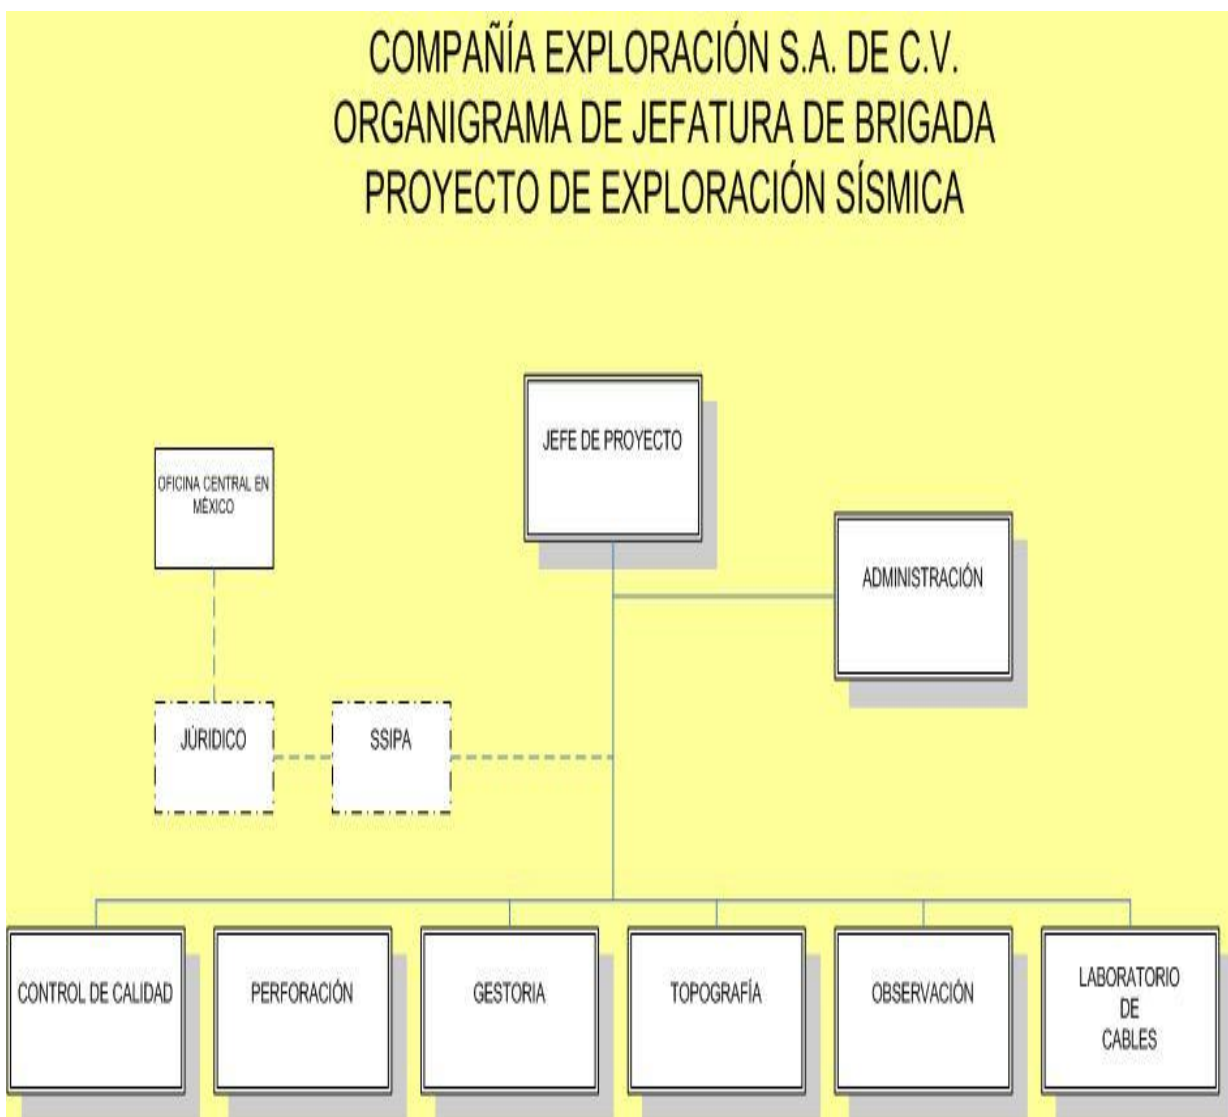 COMPAÑÍA EXPLORACIÓN S.A. DE C.V.
ORGANIGRAMA DE JEFATURA DE BRIGADA
PROYECTO DE EXPLORACIÓN SÍSMICA
JEFE DE PROYECTO
OFICINA CENTRAL EN
MÉXICO
ADMINISTRACIÓN
JÚRIDICO
SSIPA
CONTROL DE CALIDAD
PERFORACIÓN
GESTORIA
TOPOGRAFÍA
OBSERVACIÓN
LABORATORIO
DE
CABLES